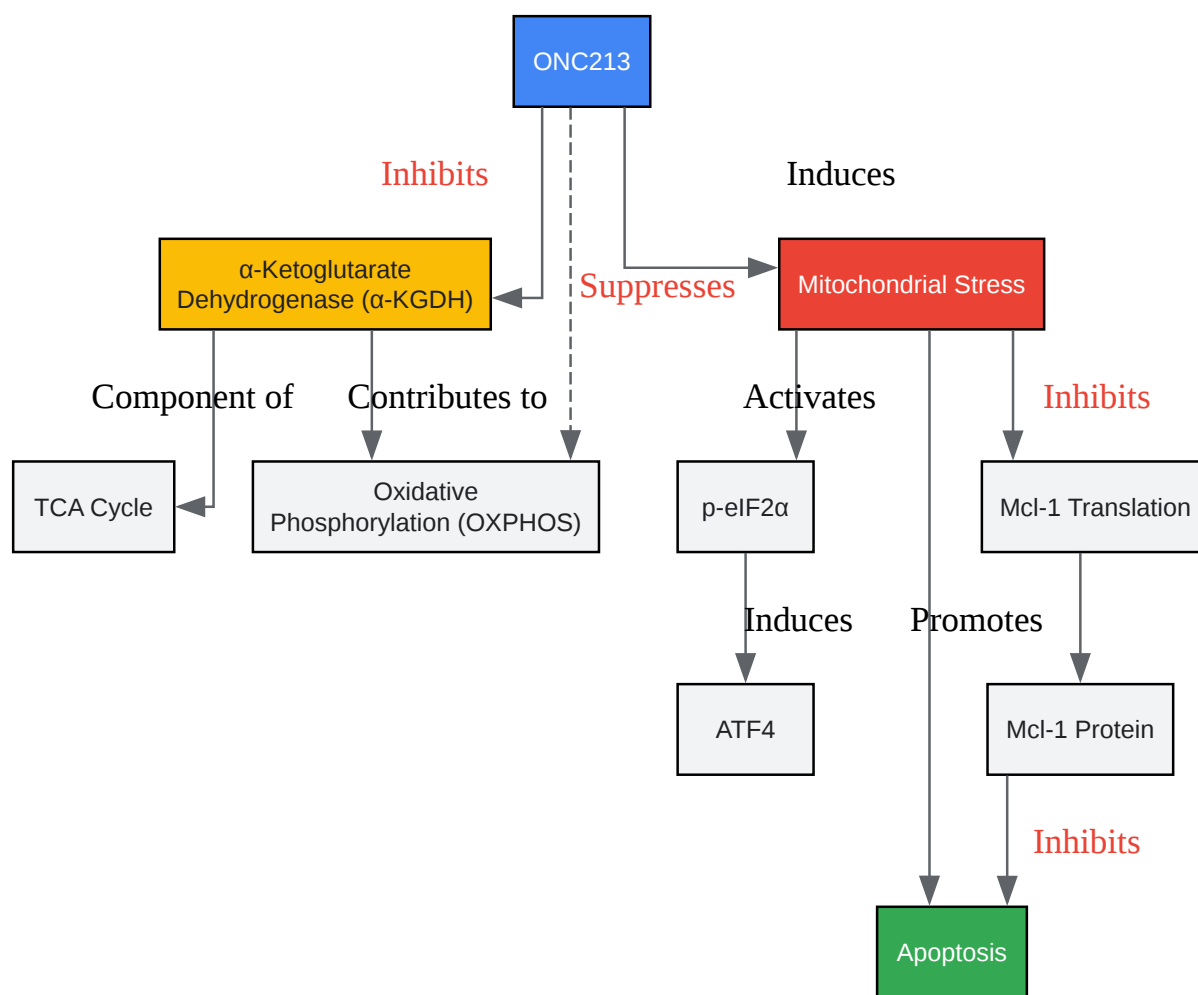 ONC213
Inhibits
Induces
α-Ketoglutarate
Dehydrogenase (α-KGDH)
Suppresses
Mitochondrial Stress
Component of
Contributes to
Activates
Inhibits
TCA Cycle
Oxidative
Phosphorylation (OXPHOS)
p-eIF2α
Mcl-1 Translation
Induces
Promotes
ATF4
Mcl-1 Protein
Inhibits
Apoptosis